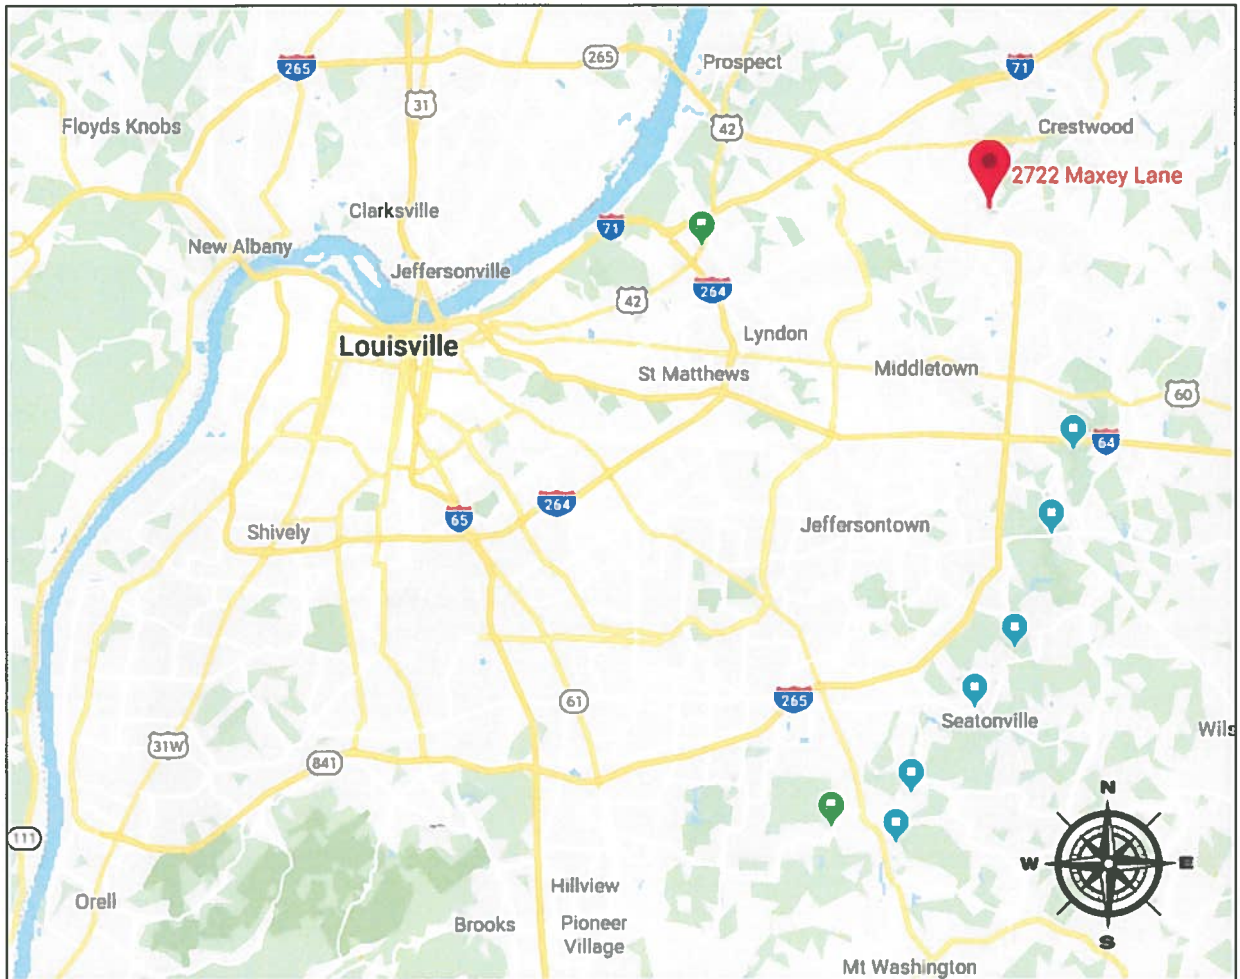 265
265
Prospect
71
31
42
Floyds Knobs
Crestwood
2722 Maxey Lane
Clarksville
71
New Albany
Jeffersonville
264
42
Lyndon
Louisville
St Matthews
Middletown
60
64
264
65
Jeffersontown
Shively
265
61
Seatonville
31W
841
N
111
W
E
Hillview
Orell
Brooks
Pioneer
Village
S
Mt Washington